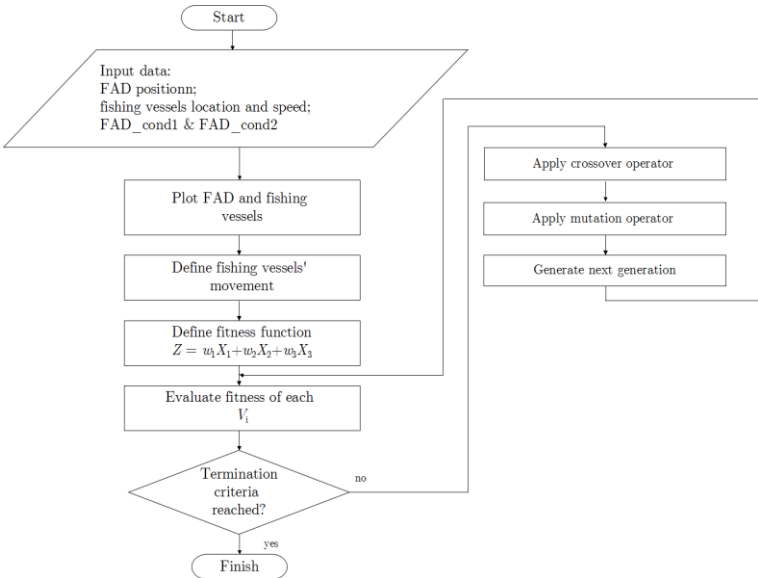 Start
Input data:
FAD positionn;
fishing vessels location and speed;
FAD_cond1 & FAD_cond2
Plot FAD and fishing
vessels
Define fishing vessels'
movement
Define fitness function
Z = w₁X₁+w₂X₂+w₃X₃
Evaluate fitness of each
Vᵢ
Termination
criteria
reached?
no
yes
Finish
Apply crossover operator
Apply mutation operator
Generate next generation